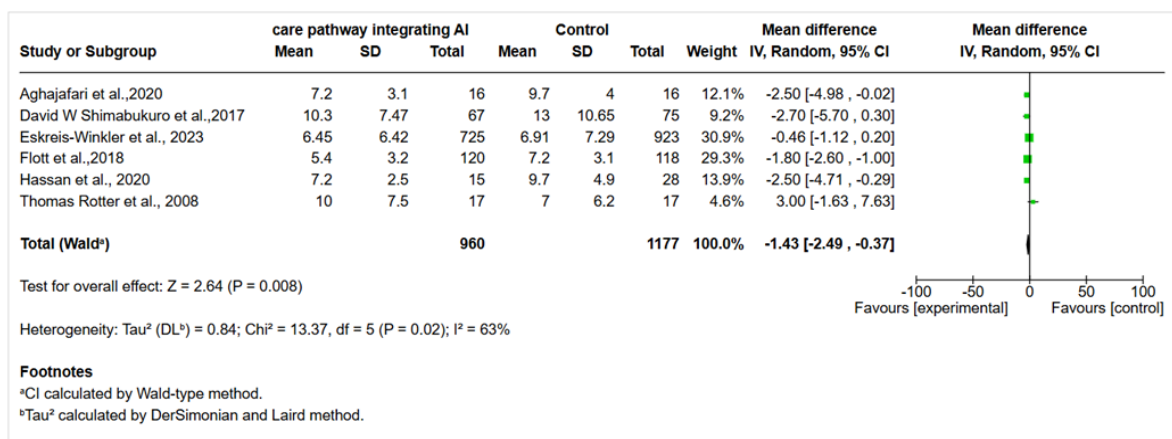 care pathway integrating AI Control Mean difference Mean difference
Study or Subgroup Mean SD Total Mean SD Total Weight IV, Random, 95% CI IV, Random, 95% CI
Aghajafari et al.,2020 7.2 3.1 16 9.7 4 16 12.1% -2.50 [-4.98 , -0.02]
David W Shimabukuro et al.,2017 10.3 7.47 67 13 10.65 75 9.2% -2.70 [-5.70 , 0.30]
Eskreis-Winkler et al., 2023 6.45 6.42 725 6.91 7.29 923 30.9% -0.46 [-1.12 , 0.20]
Flott et al.,2018 5.4 3.2 120 7.2 3.1 118 29.3% -1.80 [-2.60 , -1.00]
Hassan et al., 2020 7.2 2.5 15 9.7 4.9 28 13.9% -2.50 [-4.71 , -0.29]
Thomas Rotter et al., 2008 10 7.5 17 7 6.2 17 4.6% 3.00 [-1.63 , 7.63]
Total (Waldᵃ) 960 1177 100.0% -1.43 [-2.49 , -0.37]
Test for overall effect: Z = 2.64 (P = 0.008)
-100 -50 0 50 100
Favours [experimental] Favours [control]
Heterogeneity: Tau² (DLᵇ) = 0.84; Chi² = 13.37, df = 5 (P = 0.02); I² = 63%
Footnotes
ᵃCI calculated by Wald-type method.
ᵇTau² calculated by DerSimonian and Laird method.